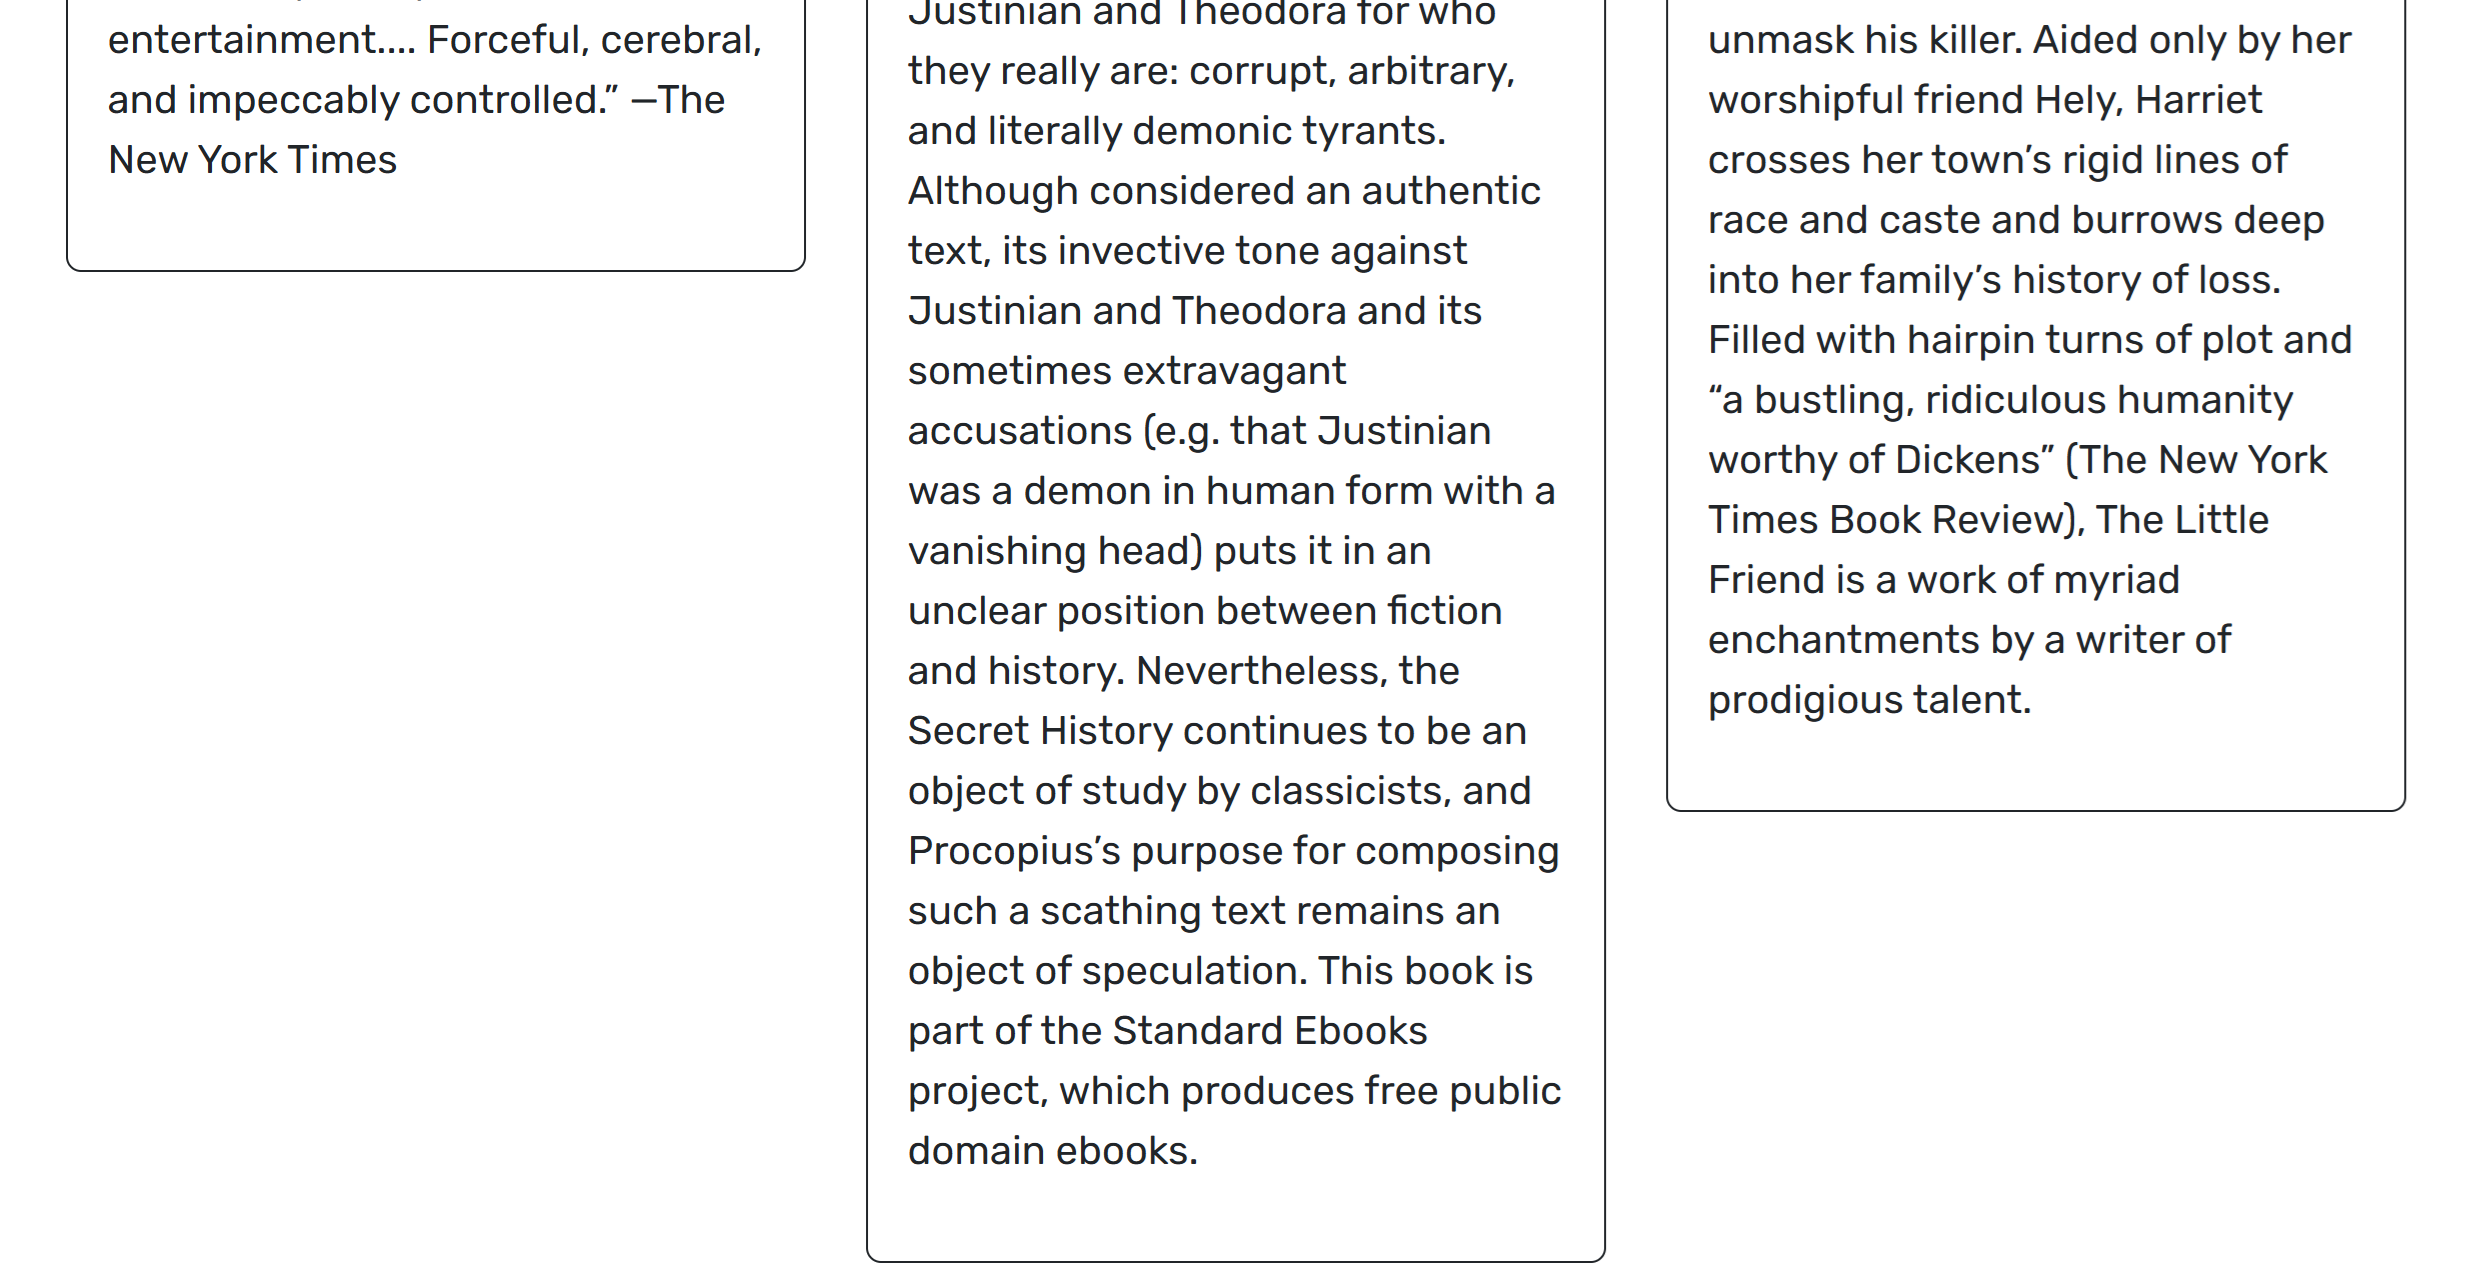 entertainment.... Forceful, cerebral,
and impeccably controlled.” —The
New York Times
Justinian and Theodora for who
they really are: corrupt, arbitrary,
and literally demonic tyrants.
Although considered an authentic
text, its invective tone against
Justinian and Theodora and its
sometimes extravagant
accusations (e.g. that Justinian
was a demon in human form with a
vanishing head) puts it in an
unclear position between fiction
and history. Nevertheless, the
Secret History continues to be an
object of study by classicists, and
Procopius’s purpose for composing
such a scathing text remains an
object of speculation. This book is
part of the Standard Ebooks
project, which produces free public
domain ebooks.
unmask his killer. Aided only by her
worshipful friend Hely, Harriet
crosses her town’s rigid lines of
race and caste and burrows deep
into her family’s history of loss.
Filled with hairpin turns of plot and
“a bustling, ridiculous humanity
worthy of Dickens” (The New York
Times Book Review), The Little
Friend is a work of myriad
enchantments by a writer of
prodigious talent.